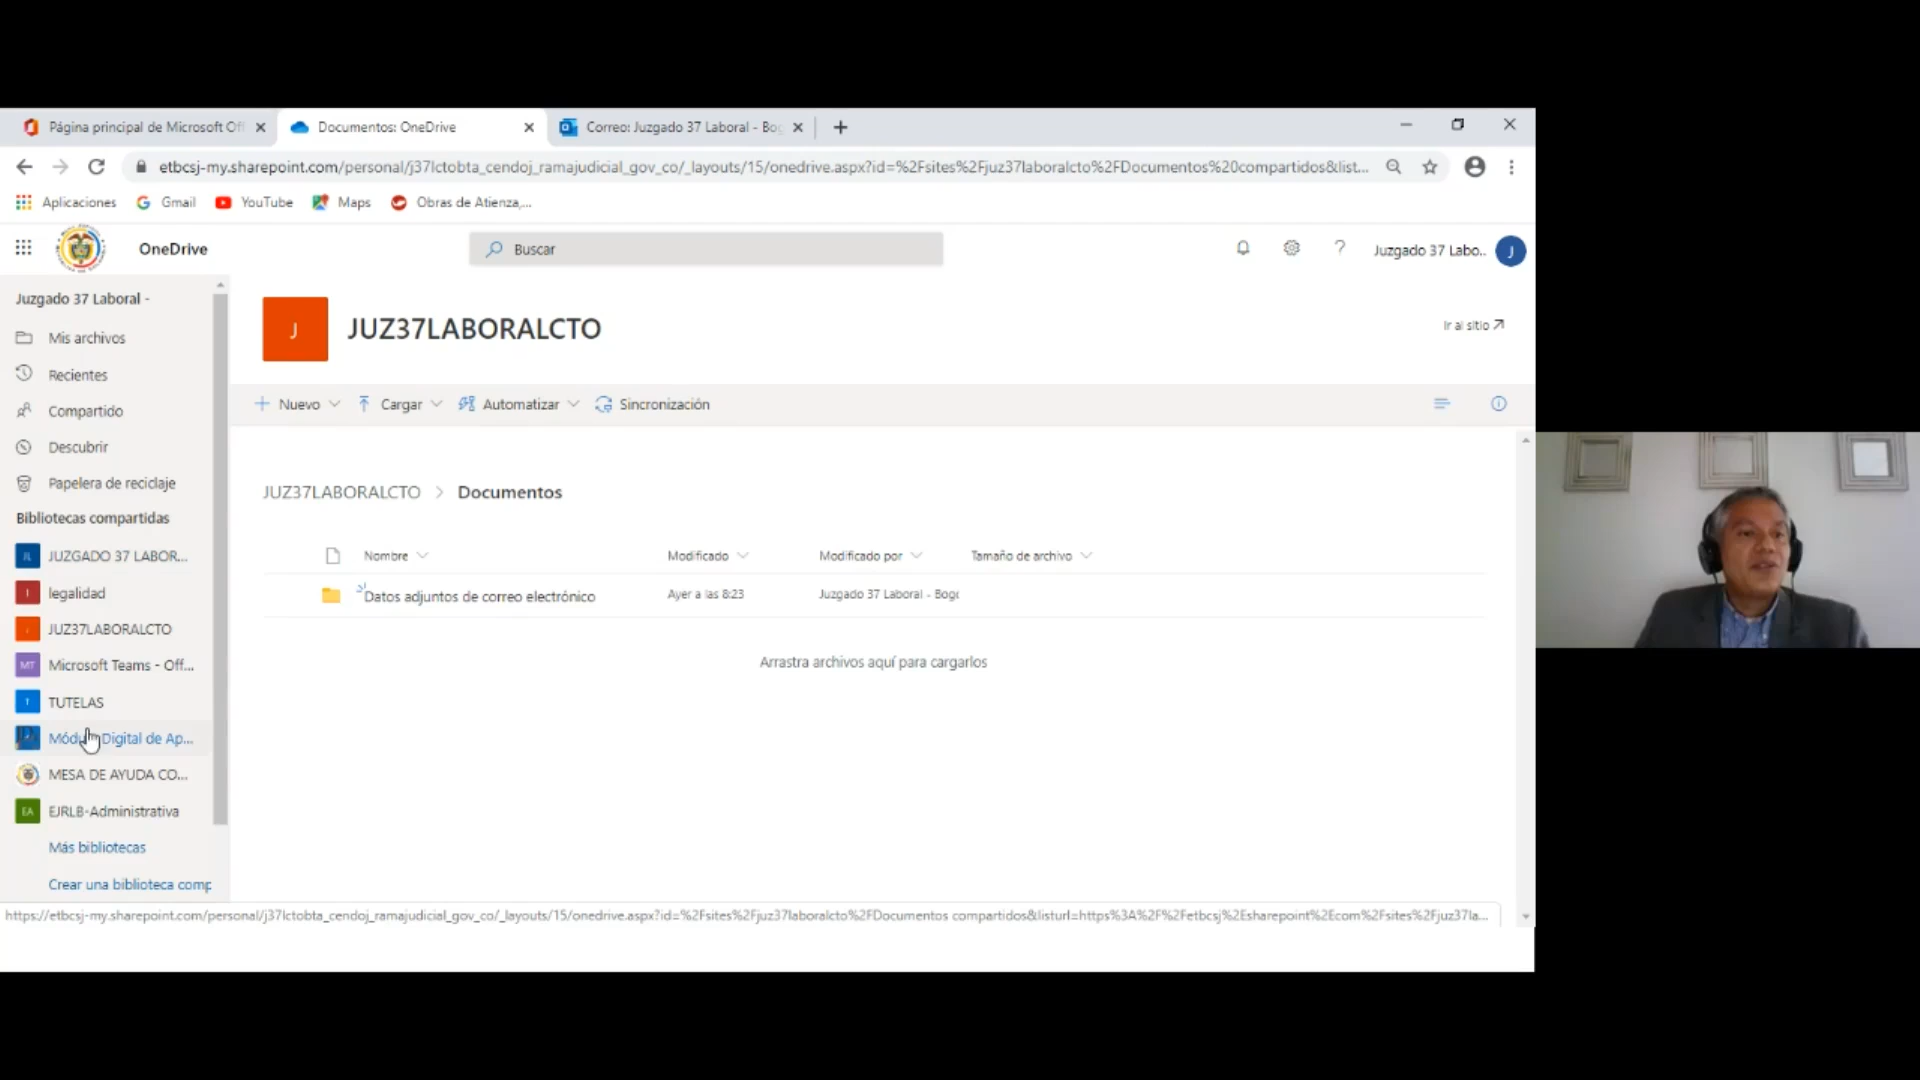 Página principal de Microsoft Off
Documentos: OneDrive
Correo: Juzgado 37 Laboral - Bog
etbcsj-my.sharepoint.com/personal/j37lctobta_cendoj_ramajudicial_gov_co/_layouts/15/onedrive.aspx?id=%2Fsites%2Fjuz37laboralcto%2FDocumentos%20compartidos&list...
Aplicaciones
Gmail
YouTube
Maps
Obras de Atienza,...
OneDrive
Buscar
?
Juzgado 37 Labo..
J
Juzgado 37 Laboral -
Mis archivos
Recientes
Compartido
Descubrir
Papelera de reciclaje
Bibliotecas compartidas
JUZGADO 37 LABOR...
legalidad
JUZ37LABORALCTO
MT Microsoft Teams - Off...
T TUTELAS
Digital de Ap...
MESA DE AYUDA CO...
EA EJRLB-Administrativa
Más bibliotecas
Crear una biblioteca comp
J
JUZ37LABORALCTO
Ir al sitio
Nuevo
Cargar
Automatizar
Sincronización
JUZ37LABORALCTO > Documentos
Nombre
Modificado
Modificado por
Tamaño de archivo
Datos adjuntos de correo electrónico
Ayer a las 8:23
Juzgado 37 Laboral - Bogo
Arrastra archivos aquí para cargarlos
https://etbcsj-my.sharepoint.com/personal/j37lctobta_cendoj_ramajudicial_gov_co/_layouts/15/onedrive.aspx?id=%2Fsites%2Fjuz37laboralcto%2FDocumentos compartidos&listurl=https%3A%2F%2Fetbcsj%2Esharepoint%2Ecom%2Fsites%2Fjuz37la...